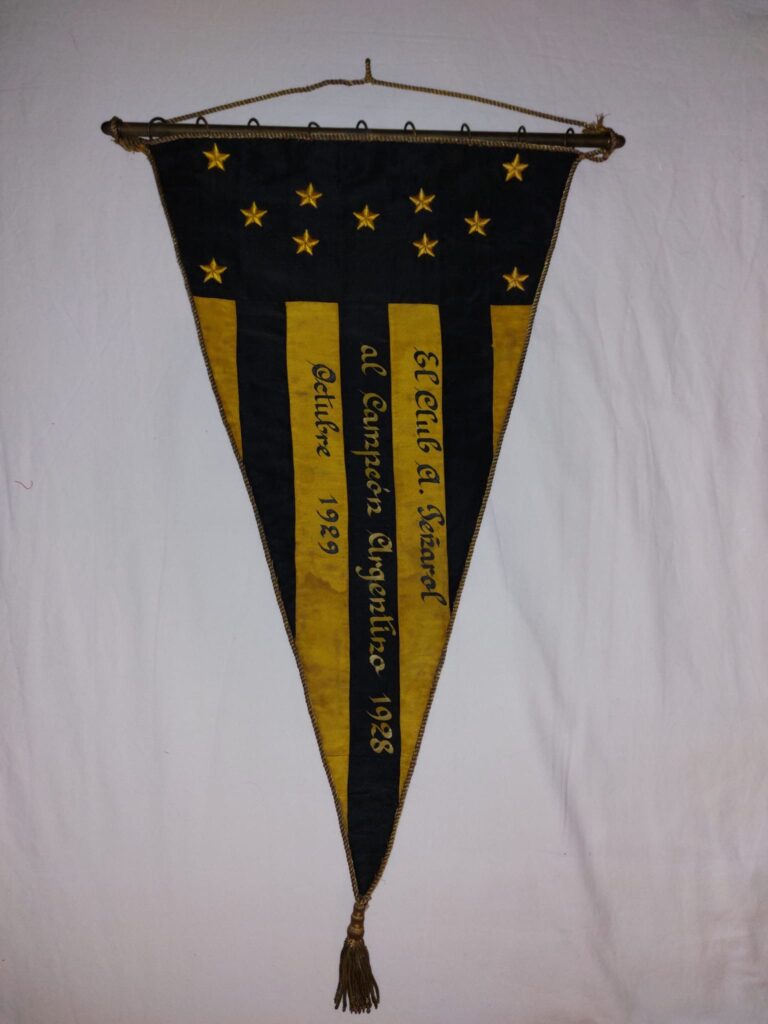 El Club A. Peñarol
al Campeón Argentino 1928
Octubre 1929